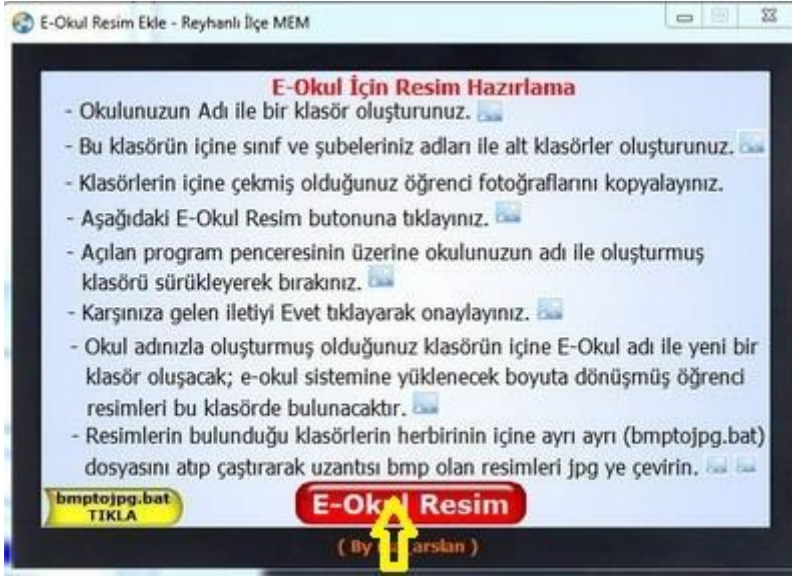 E-Okul Resim Ekle - Reyhanlı İlçe MEM
E-Okul İçin Resim Hazırlama
- Okulunuzun Adı ile bir klasör oluşturunuz.
- Bu klasörün içine sınıf ve şubeleriniz adları ile alt klasörler oluşturunuz.
- Klasörlerin içine çekmiş olduğunuz öğrenci fotoğraflarını kopyalayınız.
- Aşağıdaki E-Okul Resim butonuna tıklayınız.
- Açılan program penceresinin üzerine okulunuzun adı ile oluşturmuş
klasörü sürükleyerek bırakınız.
- Karşınıza gelen iletiyi Evet tıklayarak onaylayınız.
- Okul adınızla oluşturmuş olduğunuz klasörün içine E-Okul adı ile yeni bir
klasör oluşacak; e-okul sistemine yüklenecek boyuta dönüşmüş öğrenci
resimleri bu klasörde bulunacaktır.
- Resimlerin bulunduğu klasörlerin herbirinin içine ayrı ayrı (bmptojpg.bat)
dosyasını atıp çaştırarak uzantısı bmp olan resimleri jpg ye çevirin.
bmptojpg.bat
TIKLA
E-Okul Resim
( By arslan )